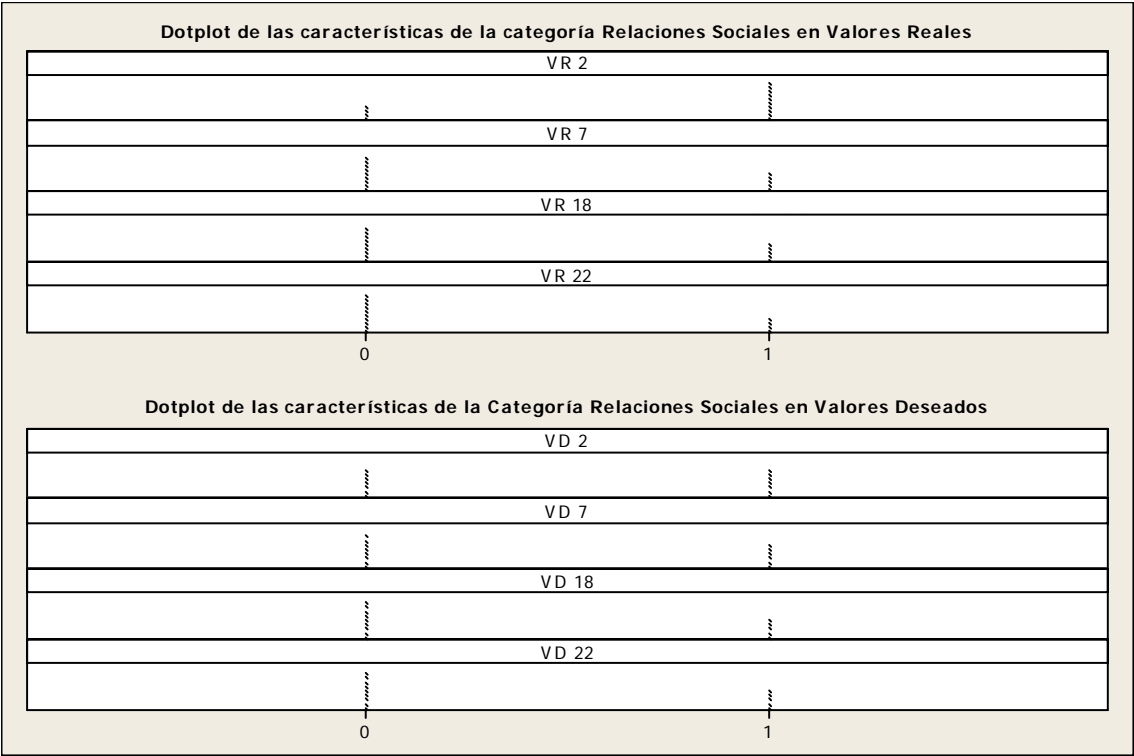 Dotplot de las características de la categoría Relaciones Sociales en Valores Reales
VR 2
VR 7
VR 18
VR 22
0 1
Dotplot de las características de la Categoría Relaciones Sociales en Valores Deseados
VD 2
VD 7
VD 18
VD 22
0 1